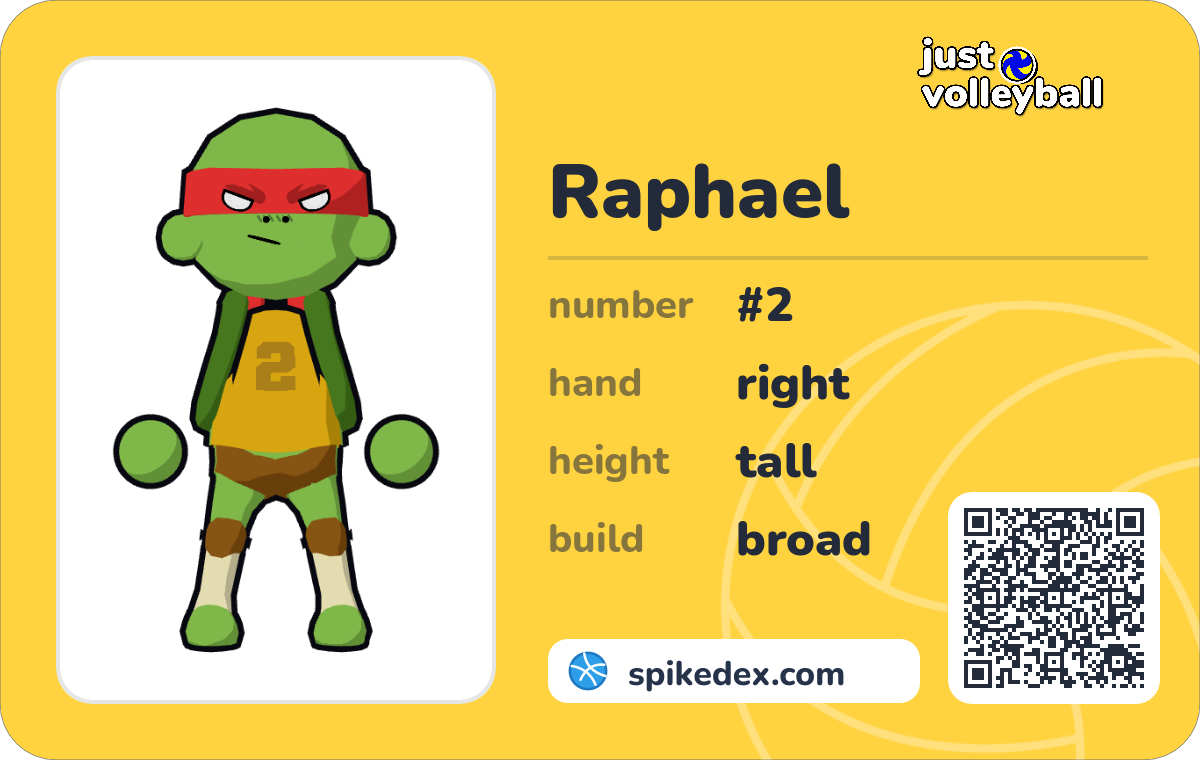 just
volleyball
Raphael
number #2
hand right
height tall
build broad
2
spikedex.com